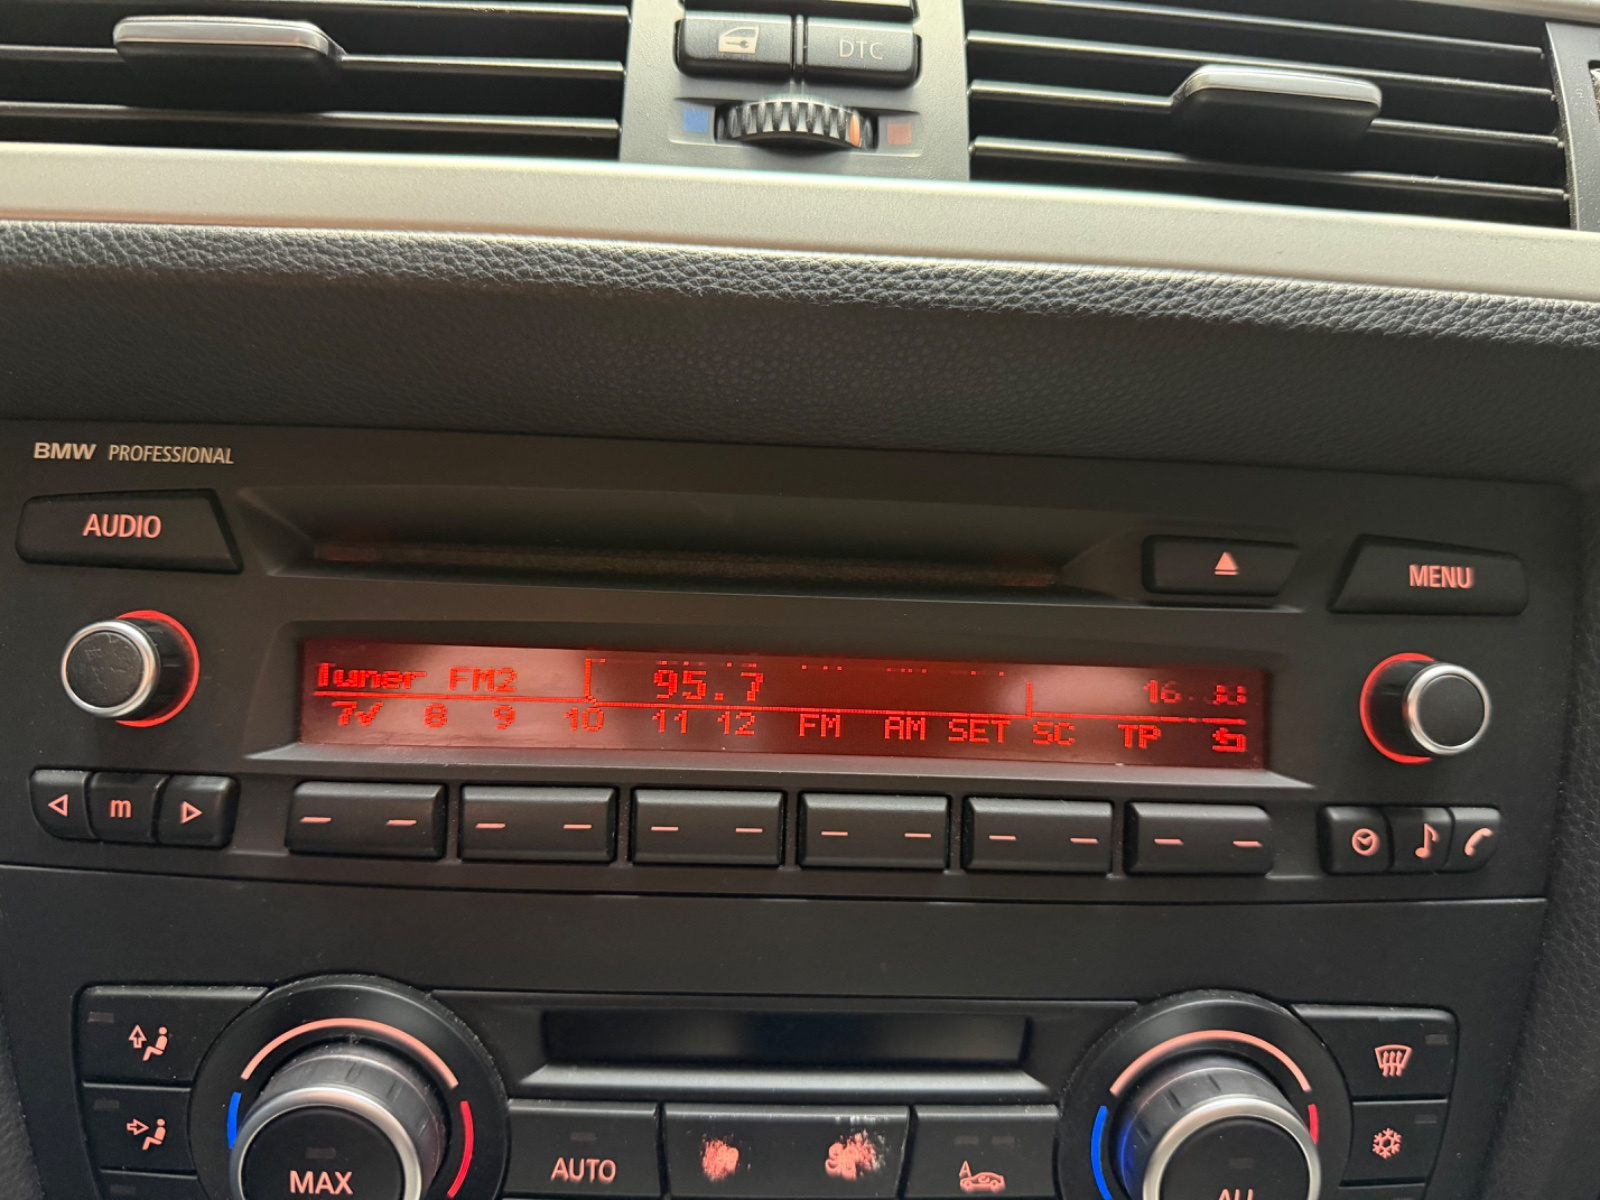 DTC
BMW PROFESSIONAL
AUDIO
MENU
Tuner FM2 95.7
7✓ 8 9 10 11 12 FM AM SET SC TP
m
MAX
AUTO